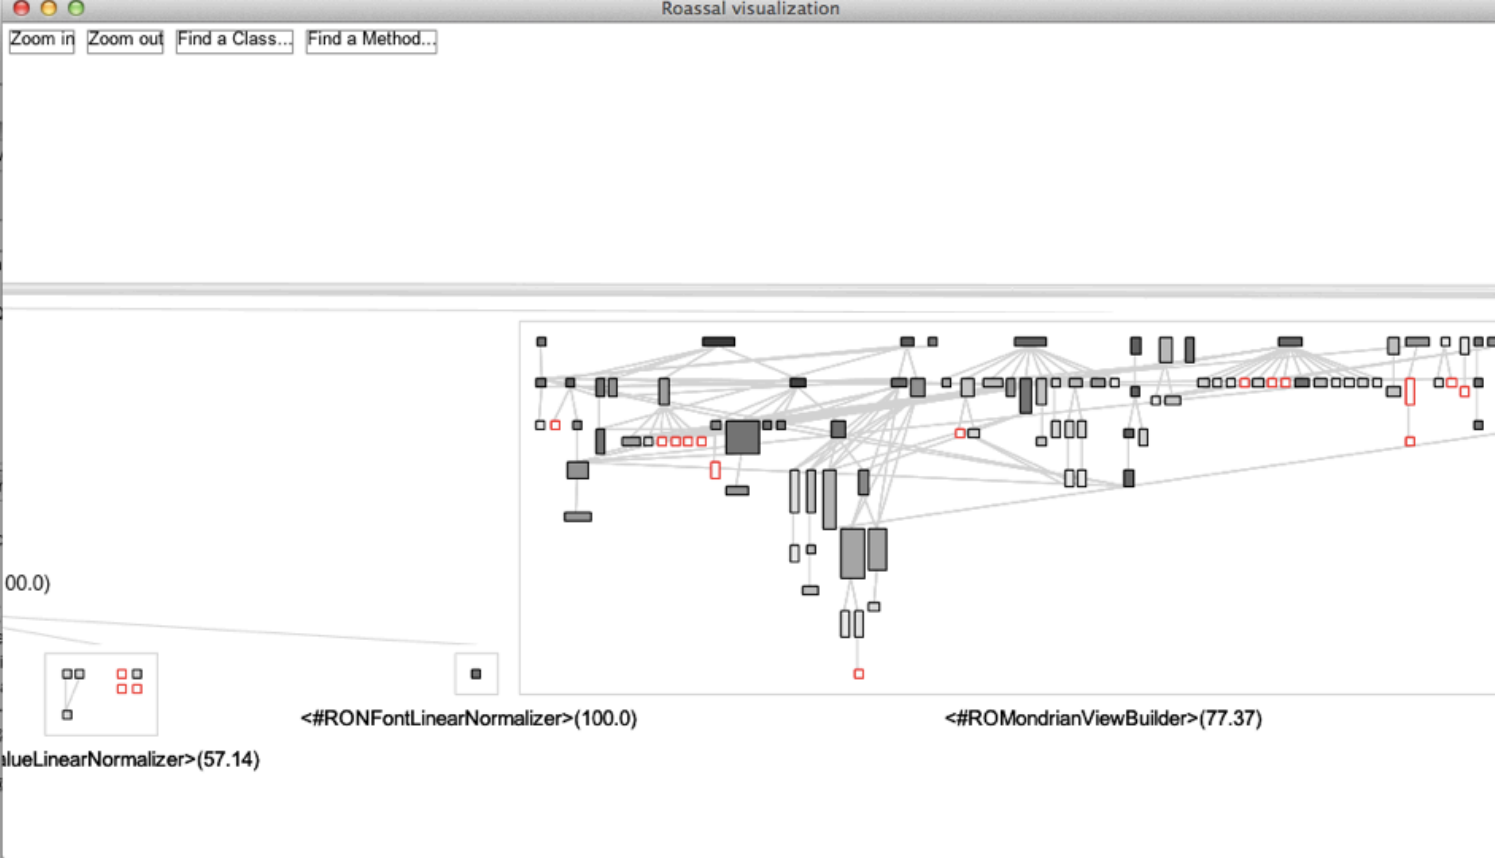 Roassal visualization
Zoom in Zoom out Find a Class... Find a Method...
00.0)
<#RONFontLinearNormalizer>(100.0) <#ROMondrianViewBuilder>(77.37)
alueLinearNormalizer>(57.14)